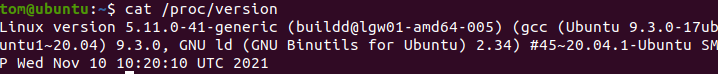 tom@ubuntu:~$ cat /proc/version
Linux version 5.11.0-41-generic (buildd@lgw01-amd64-005) (gcc (Ubuntu 9.3.0-17ub
untu1~20.04) 9.3.0, GNU ld (GNU Binutils for Ubuntu) 2.34) #45~20.04.1-Ubuntu SM
P Wed Nov 10 10:20:10 UTC 2021